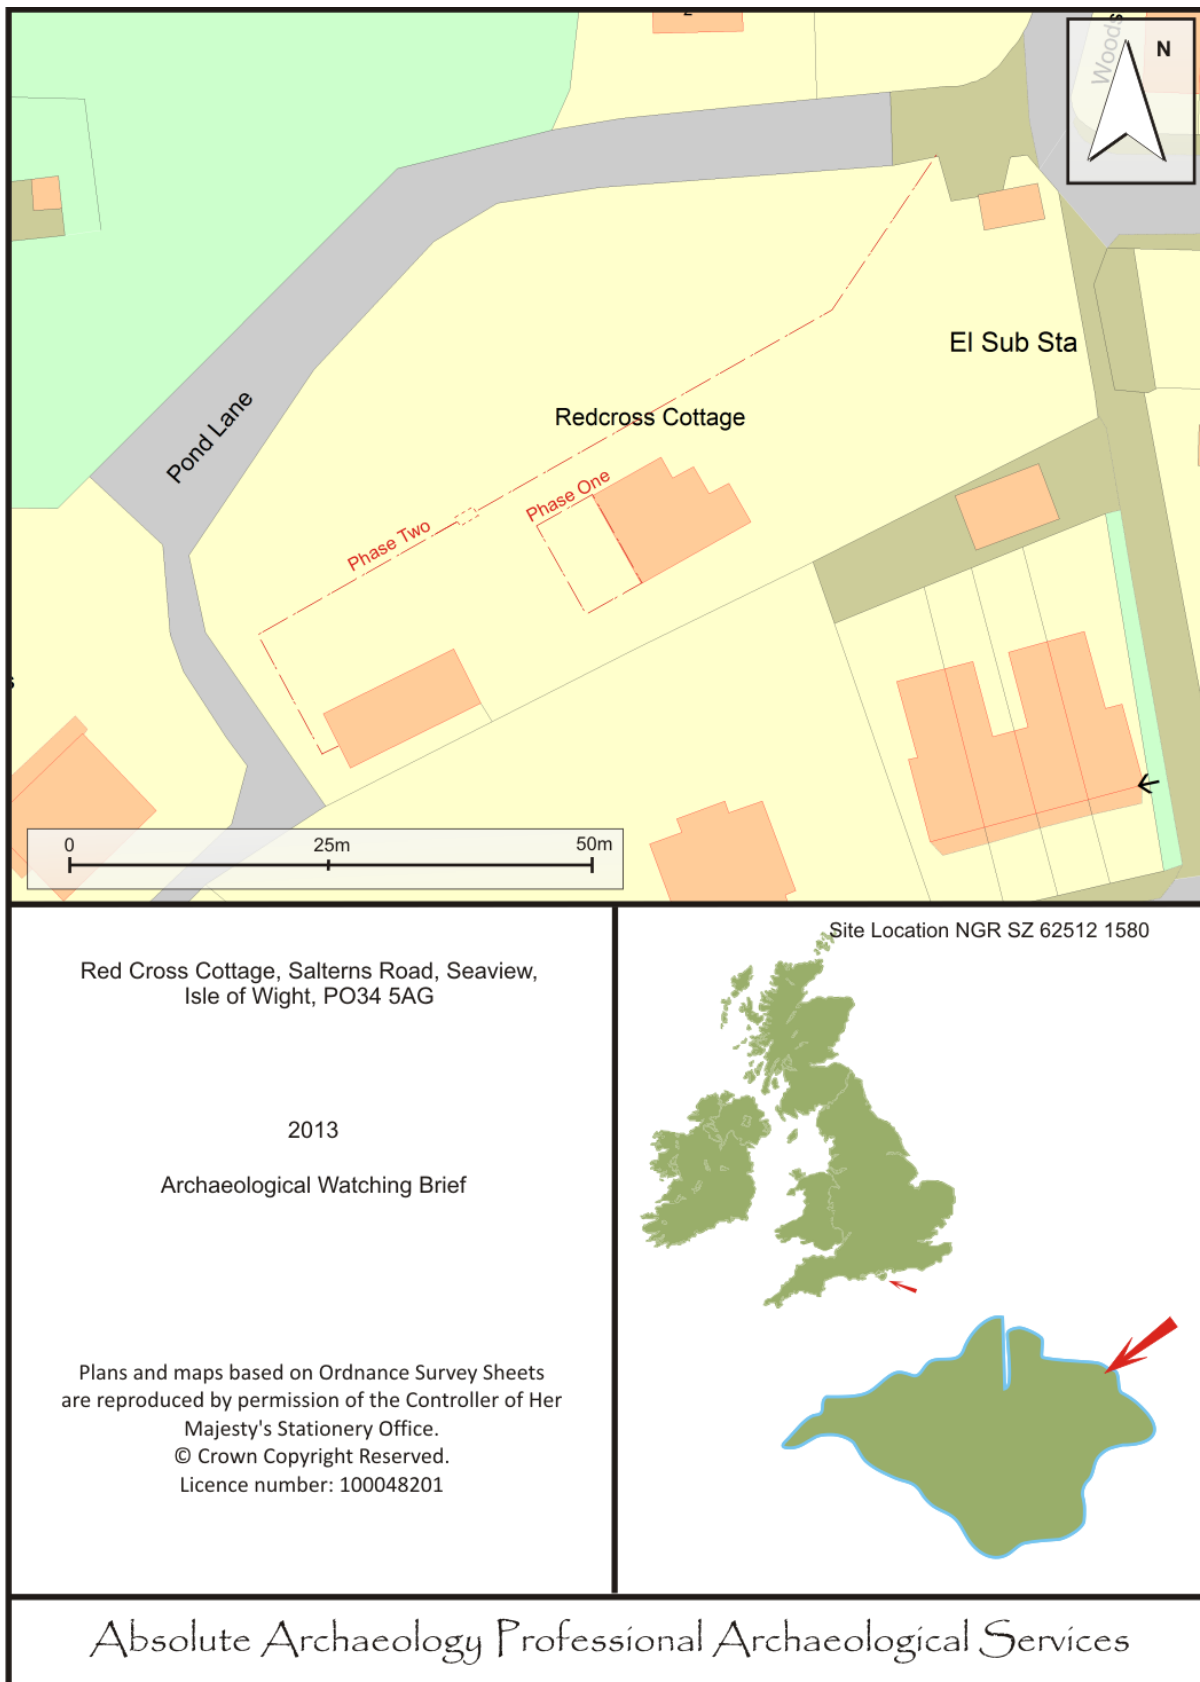 2
Woods
N
El Sub Sta
Redcross Cottage
Pond Lane
Phase One
Phase Two
s
0 25m 50m
Red Cross Cottage, Salterns Road, Seaview,
Isle of Wight, PO34 5AG
2013
Archaeological Watching Brief
Plans and maps based on Ordnance Survey Sheets
are reproduced by permission of the Controller of Her
Majesty's Stationery Office.
© Crown Copyright Reserved.
Licence number: 100048201
Site Location NGR SZ 62512 1580
Absolute Archaeology Professional Archaeological Services